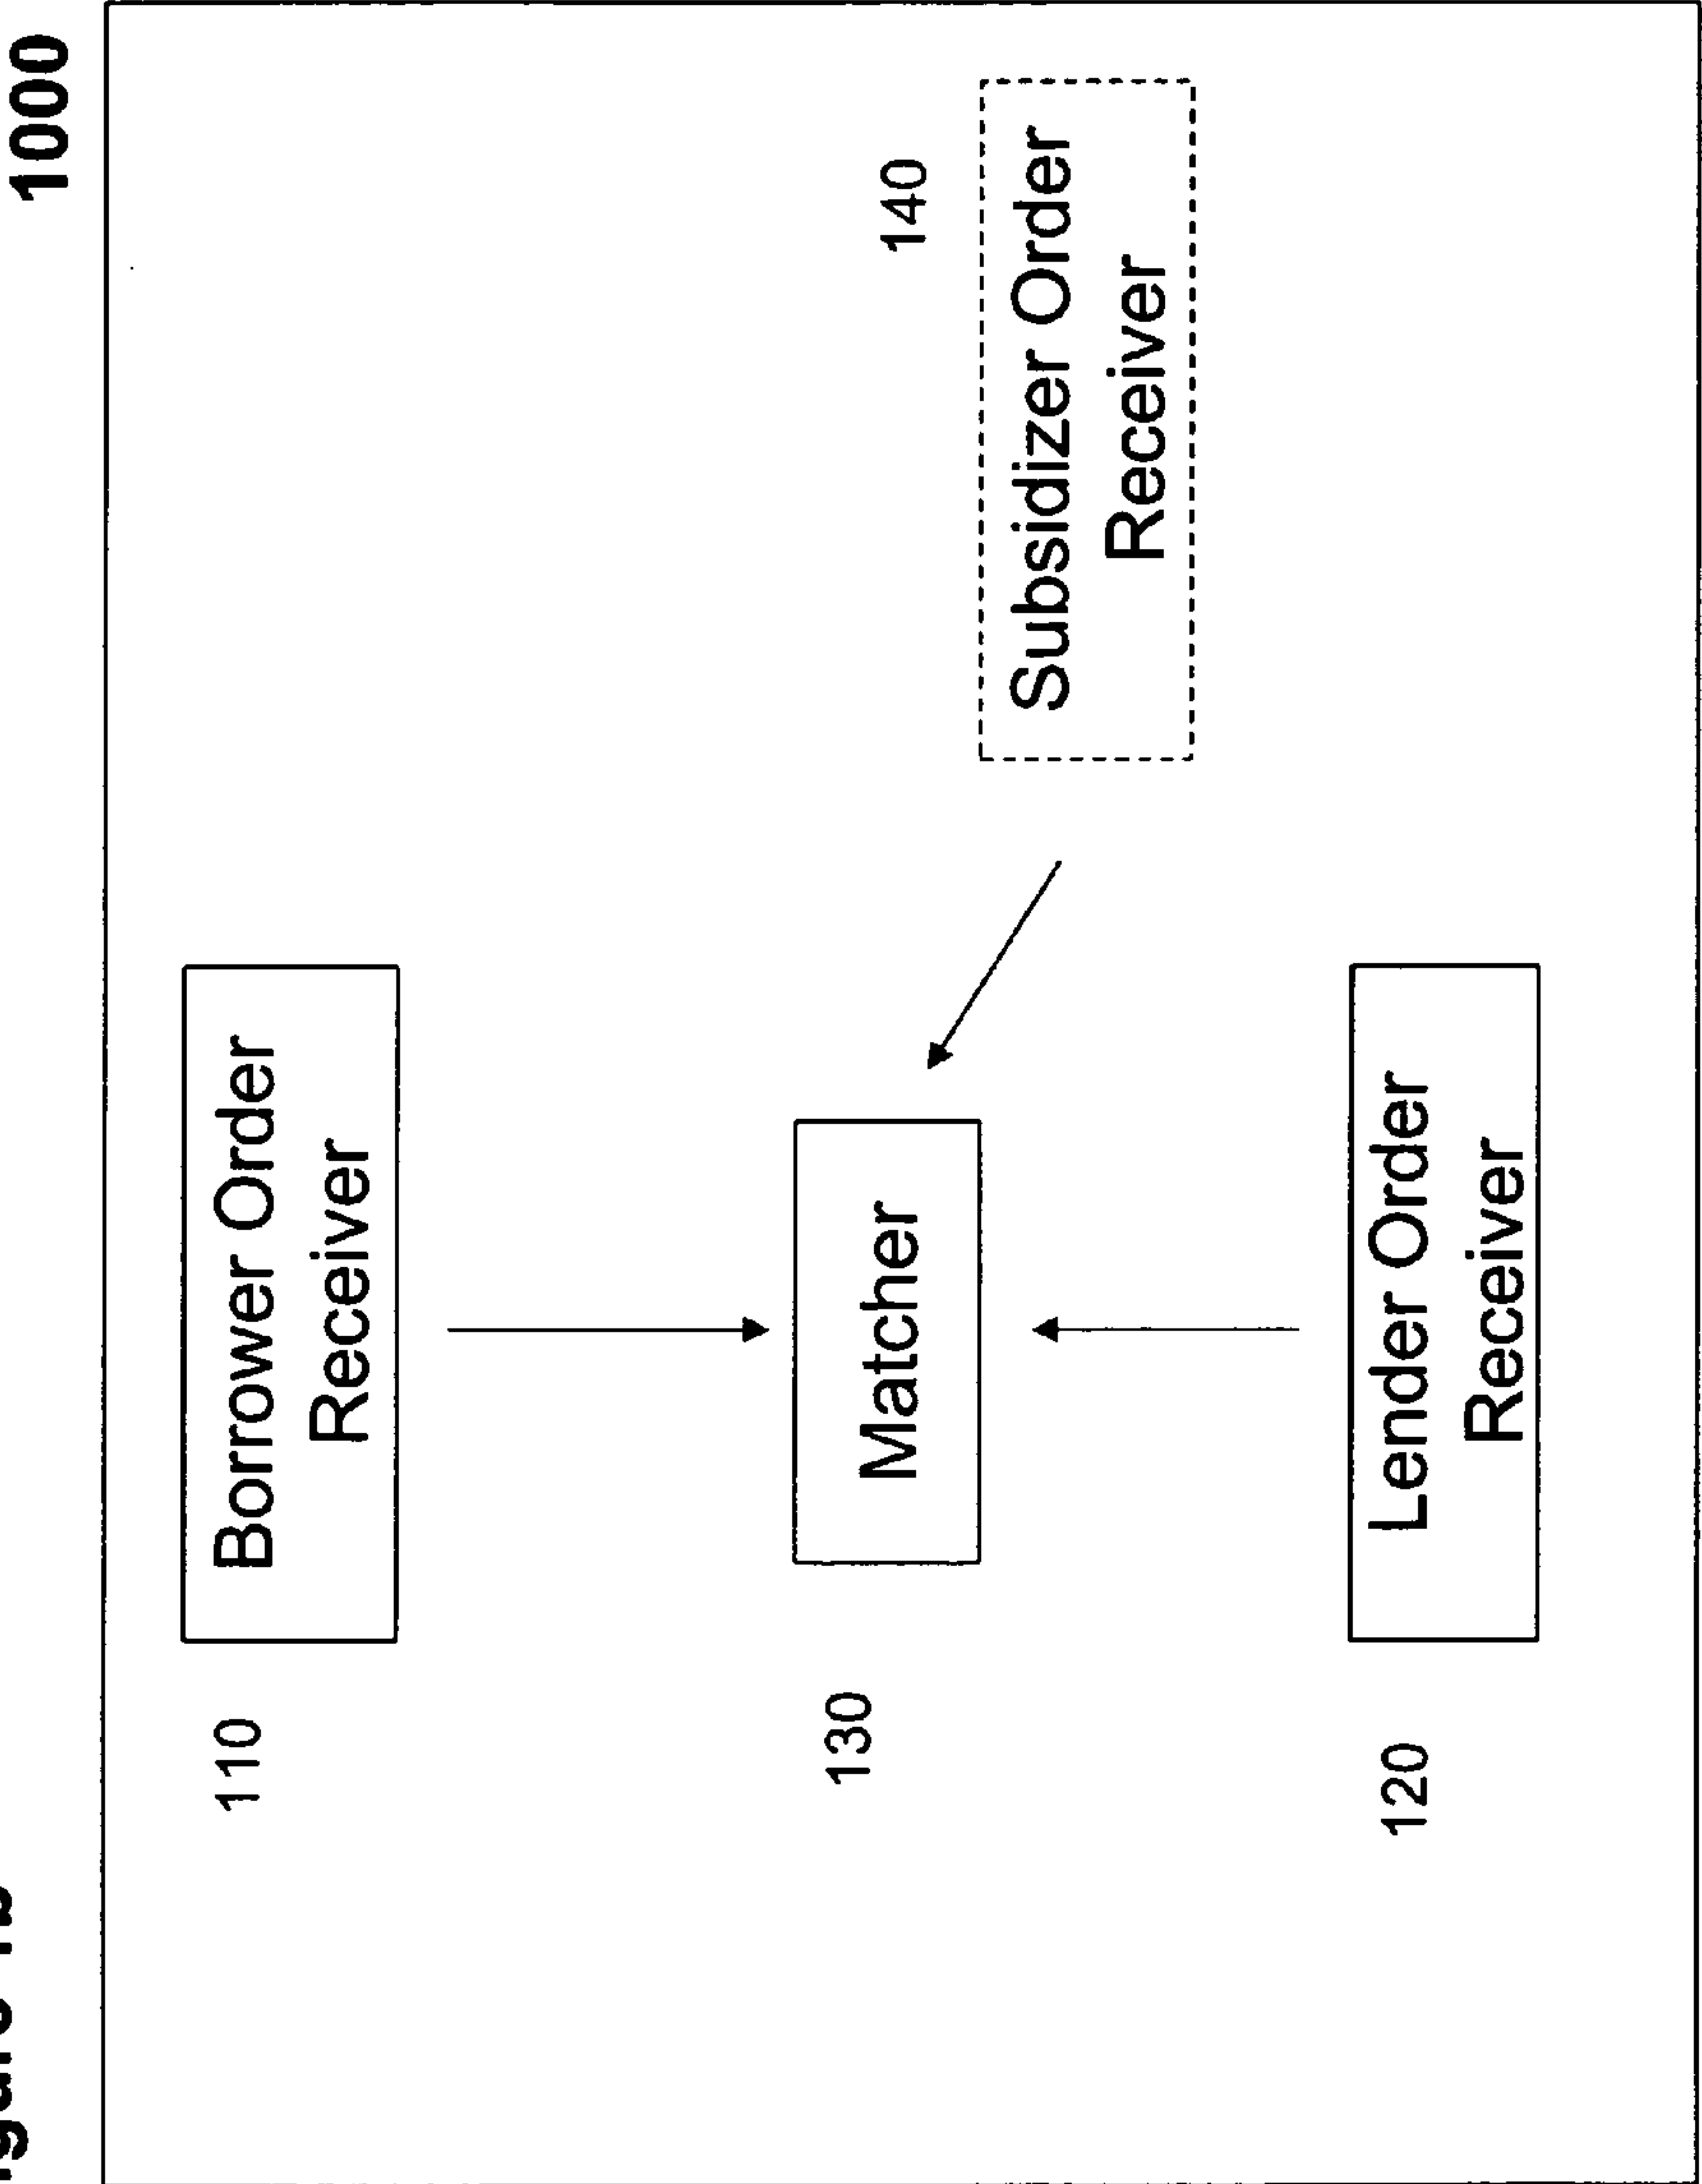 1000
110
Borrower Order
Receiver
130
Matcher
140
Subsidizer Order
Receiver
120
Lender Order
Receiver